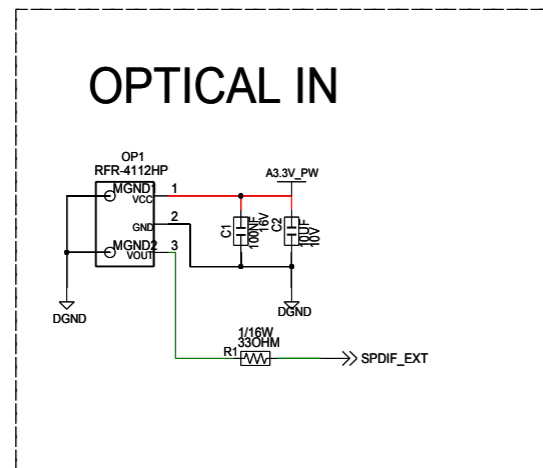 OPTICAL IN
OP1
RFR-4112HP
MGND1
VCC
1
GND
2
MGND2
VOUT
3
A3.3V_PW
C1
100NF
16V
C2
10UF
10V
DGND
DGND
1/16W
33OHM
R1
SPDIF_EXT